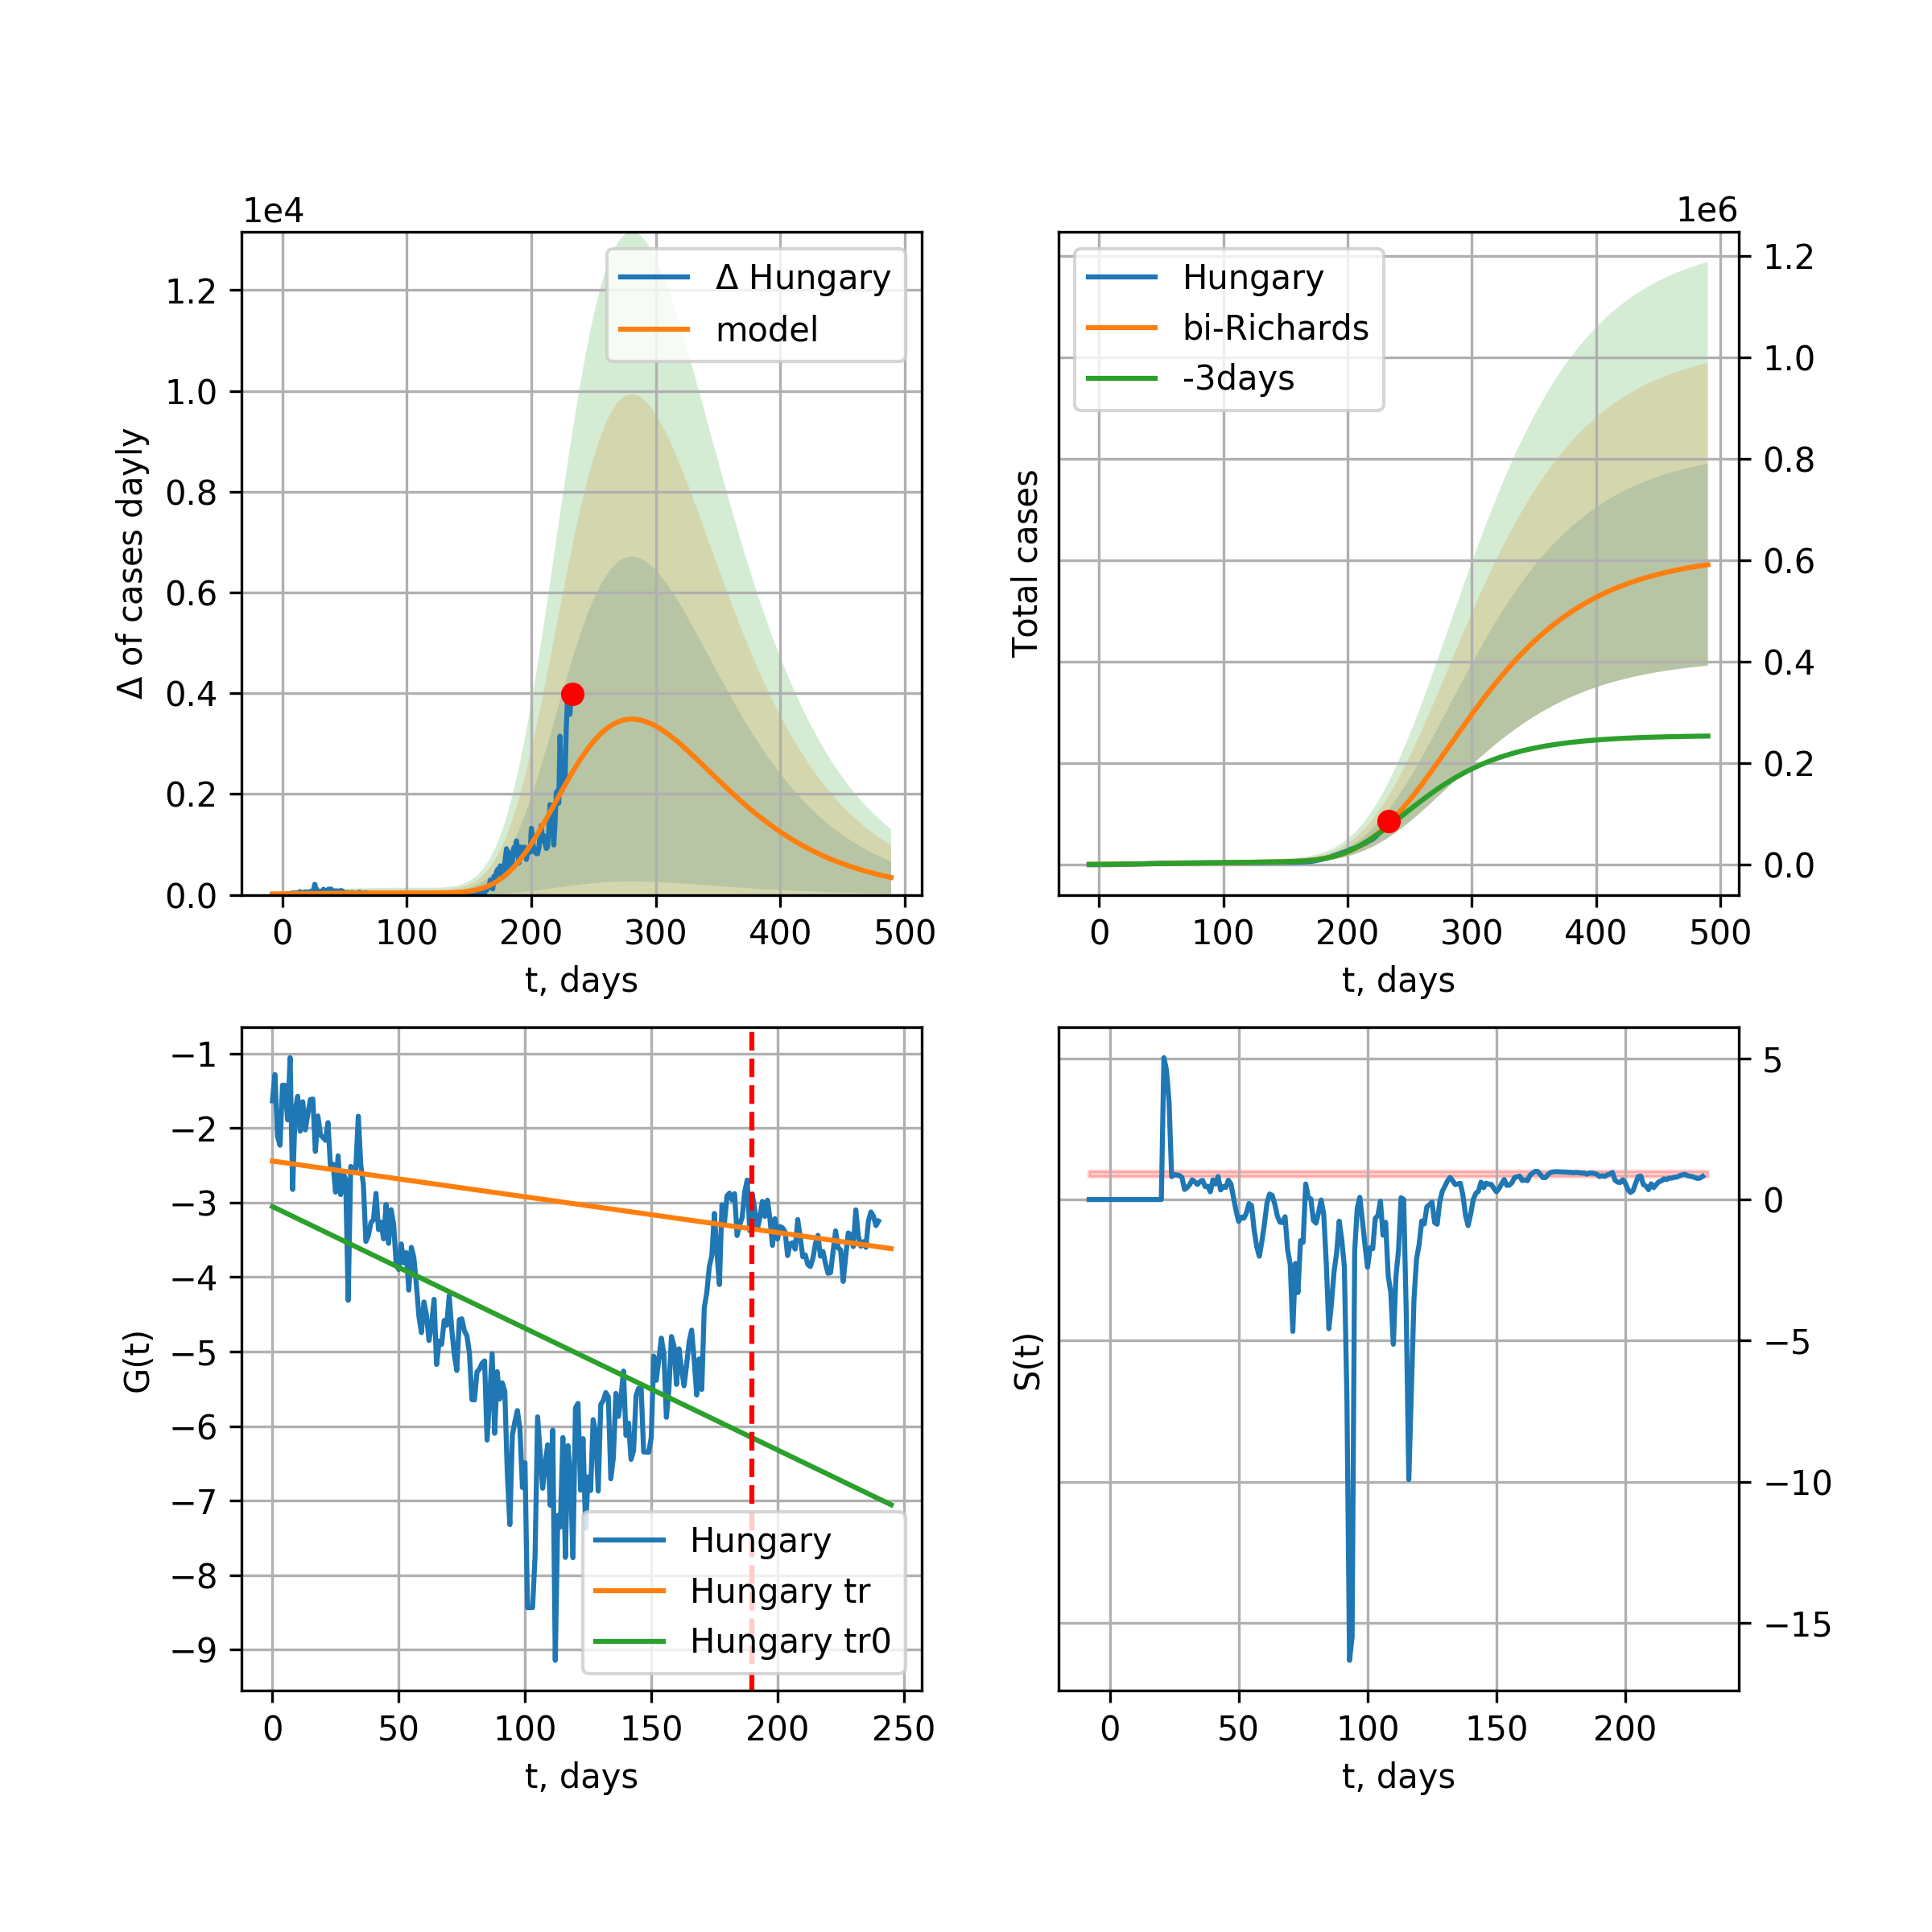 1e4
Δ of cases dayly
1.2
1.0
0.8
0.6
0.4
0.2
0.0
Δ Hungary
model
0 100 200 300 400 500
t, days
1e6
Total cases
Hungary
bi-Richards
-3days
1.2
1.0
0.8
0.6
0.4
0.2
0.0
0 100 200 300 400 500
t, days
G(t)
−1
−2
−3
−4
−5
−6
−7
−8
−9
Hungary
Hungary tr
Hungary tr0
0 50 100 150 200 250
t, days
S(t)
5
0
−5
−10
−15
0 50 100 150 200
t, days